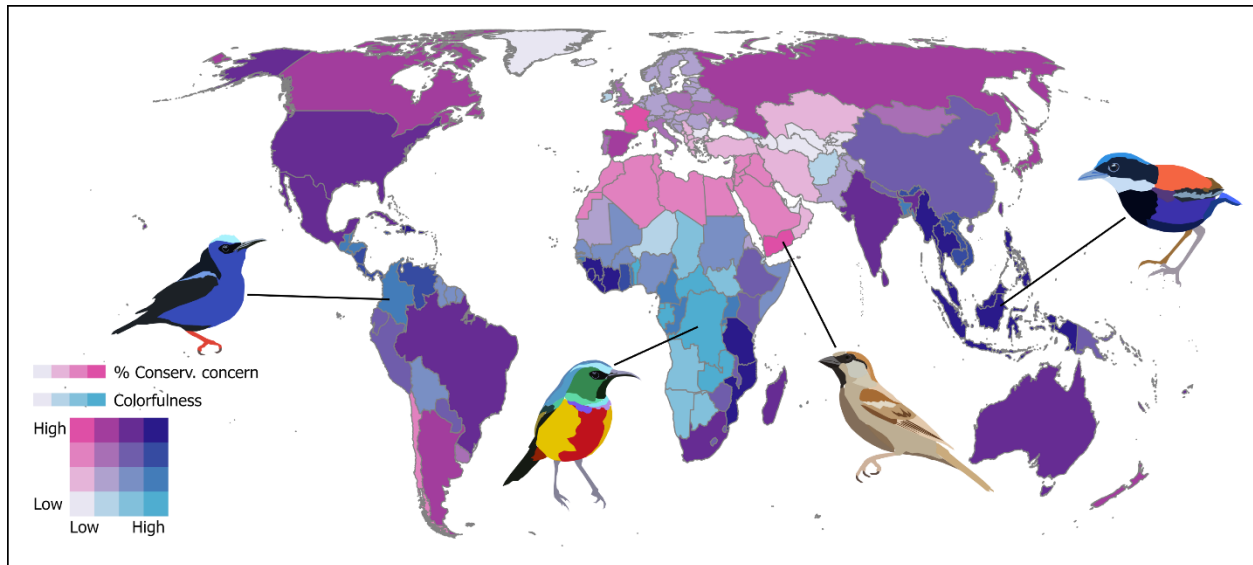 % Conserv. concern
Colorfulness
High
Low
Low High